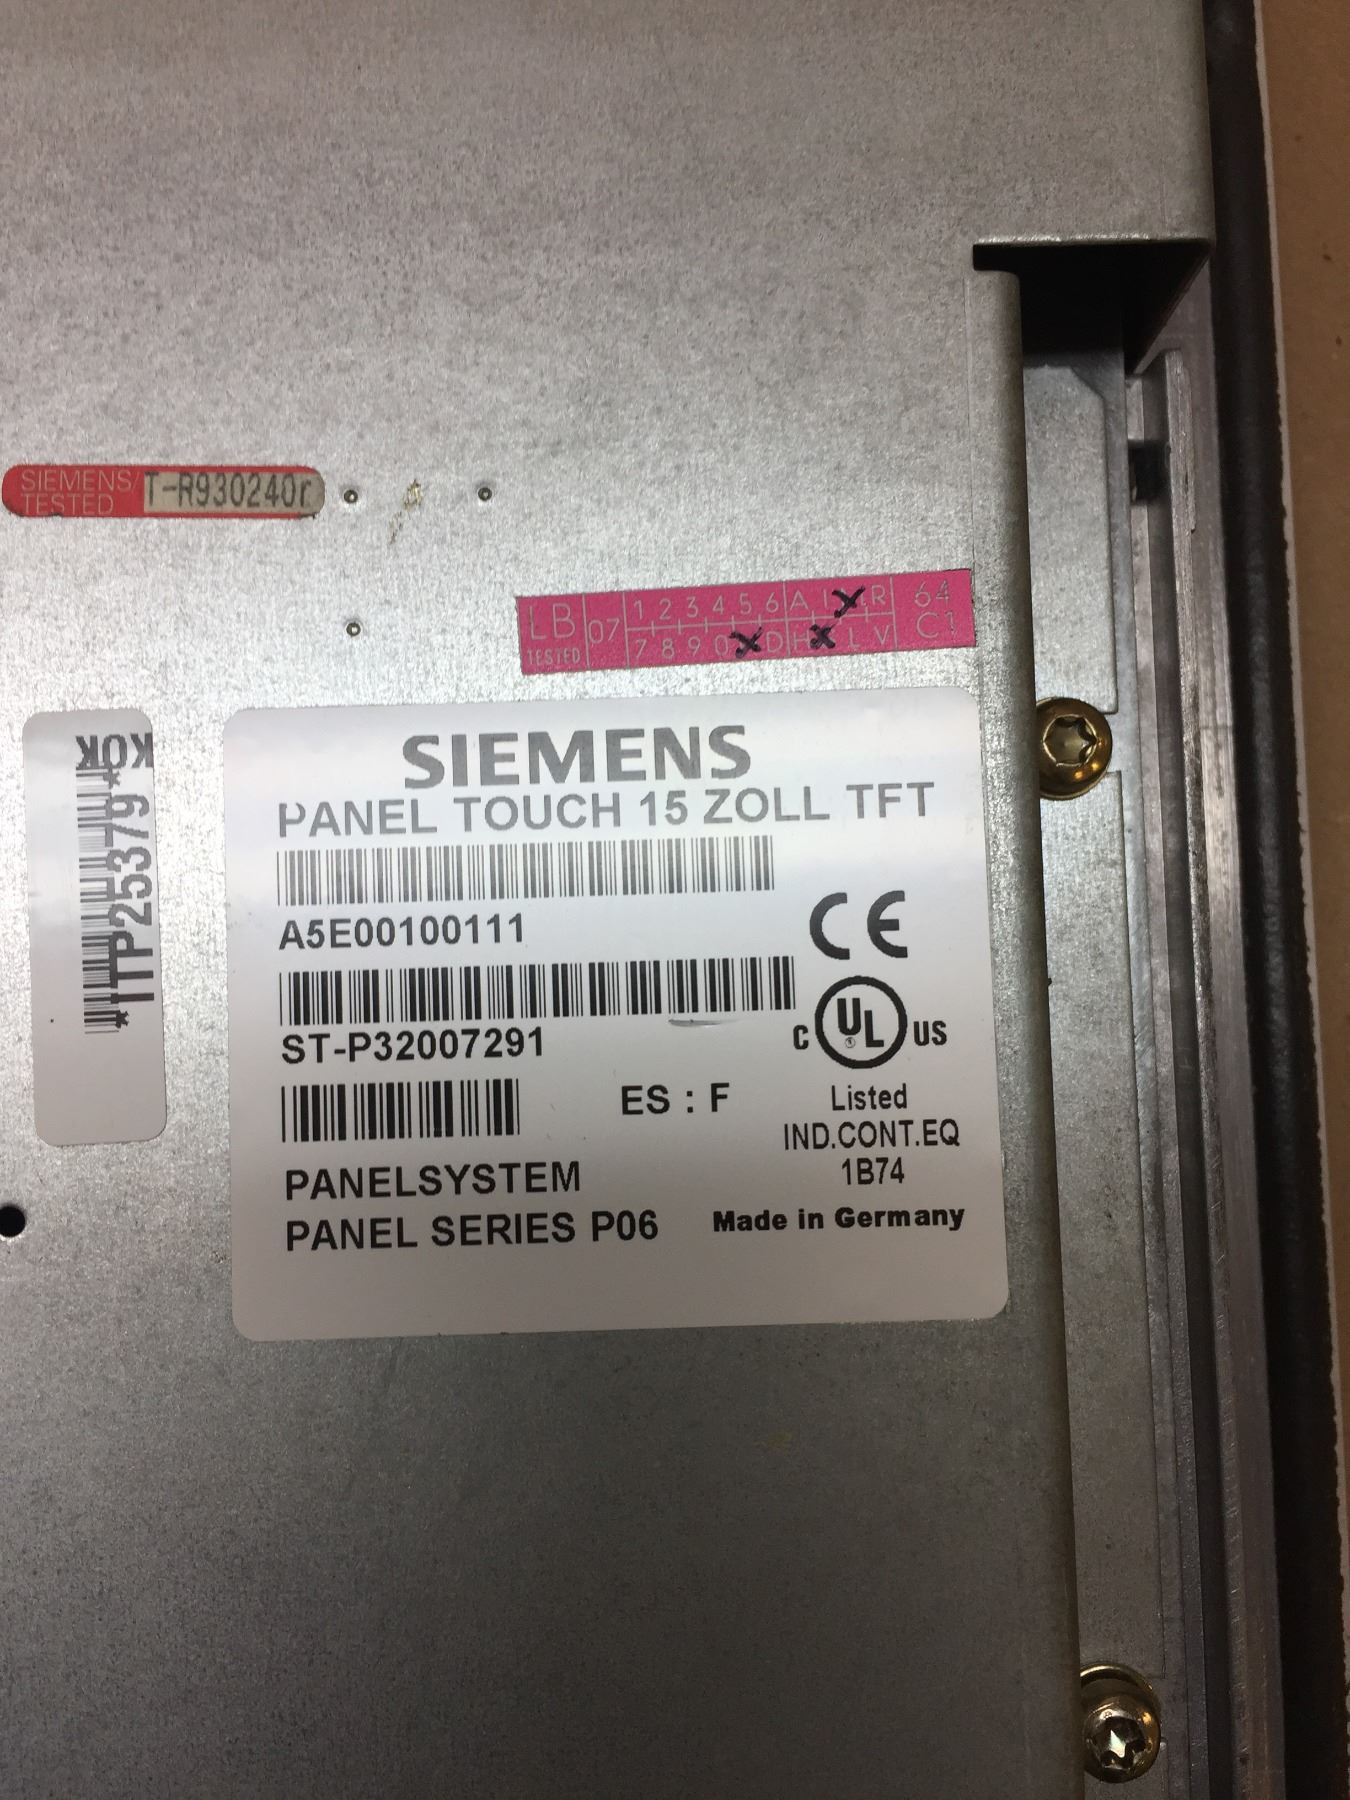 SIEMENS/
TESTED
T-R930240r
LB
TESTED
07
1 2 3 4 5 6 A I R
7 8 9 0 D H L V
64
C1
*ITP25379*
KOK
SIEMENS
PANEL TOUCH 15 ZOLL TFT
A5E00100111
CE
ST-P32007291
C UL US
®
ES : F
Listed
IND.CONT.EQ
1B74
PANELSYSTEM
PANEL SERIES P06
Made in Germany